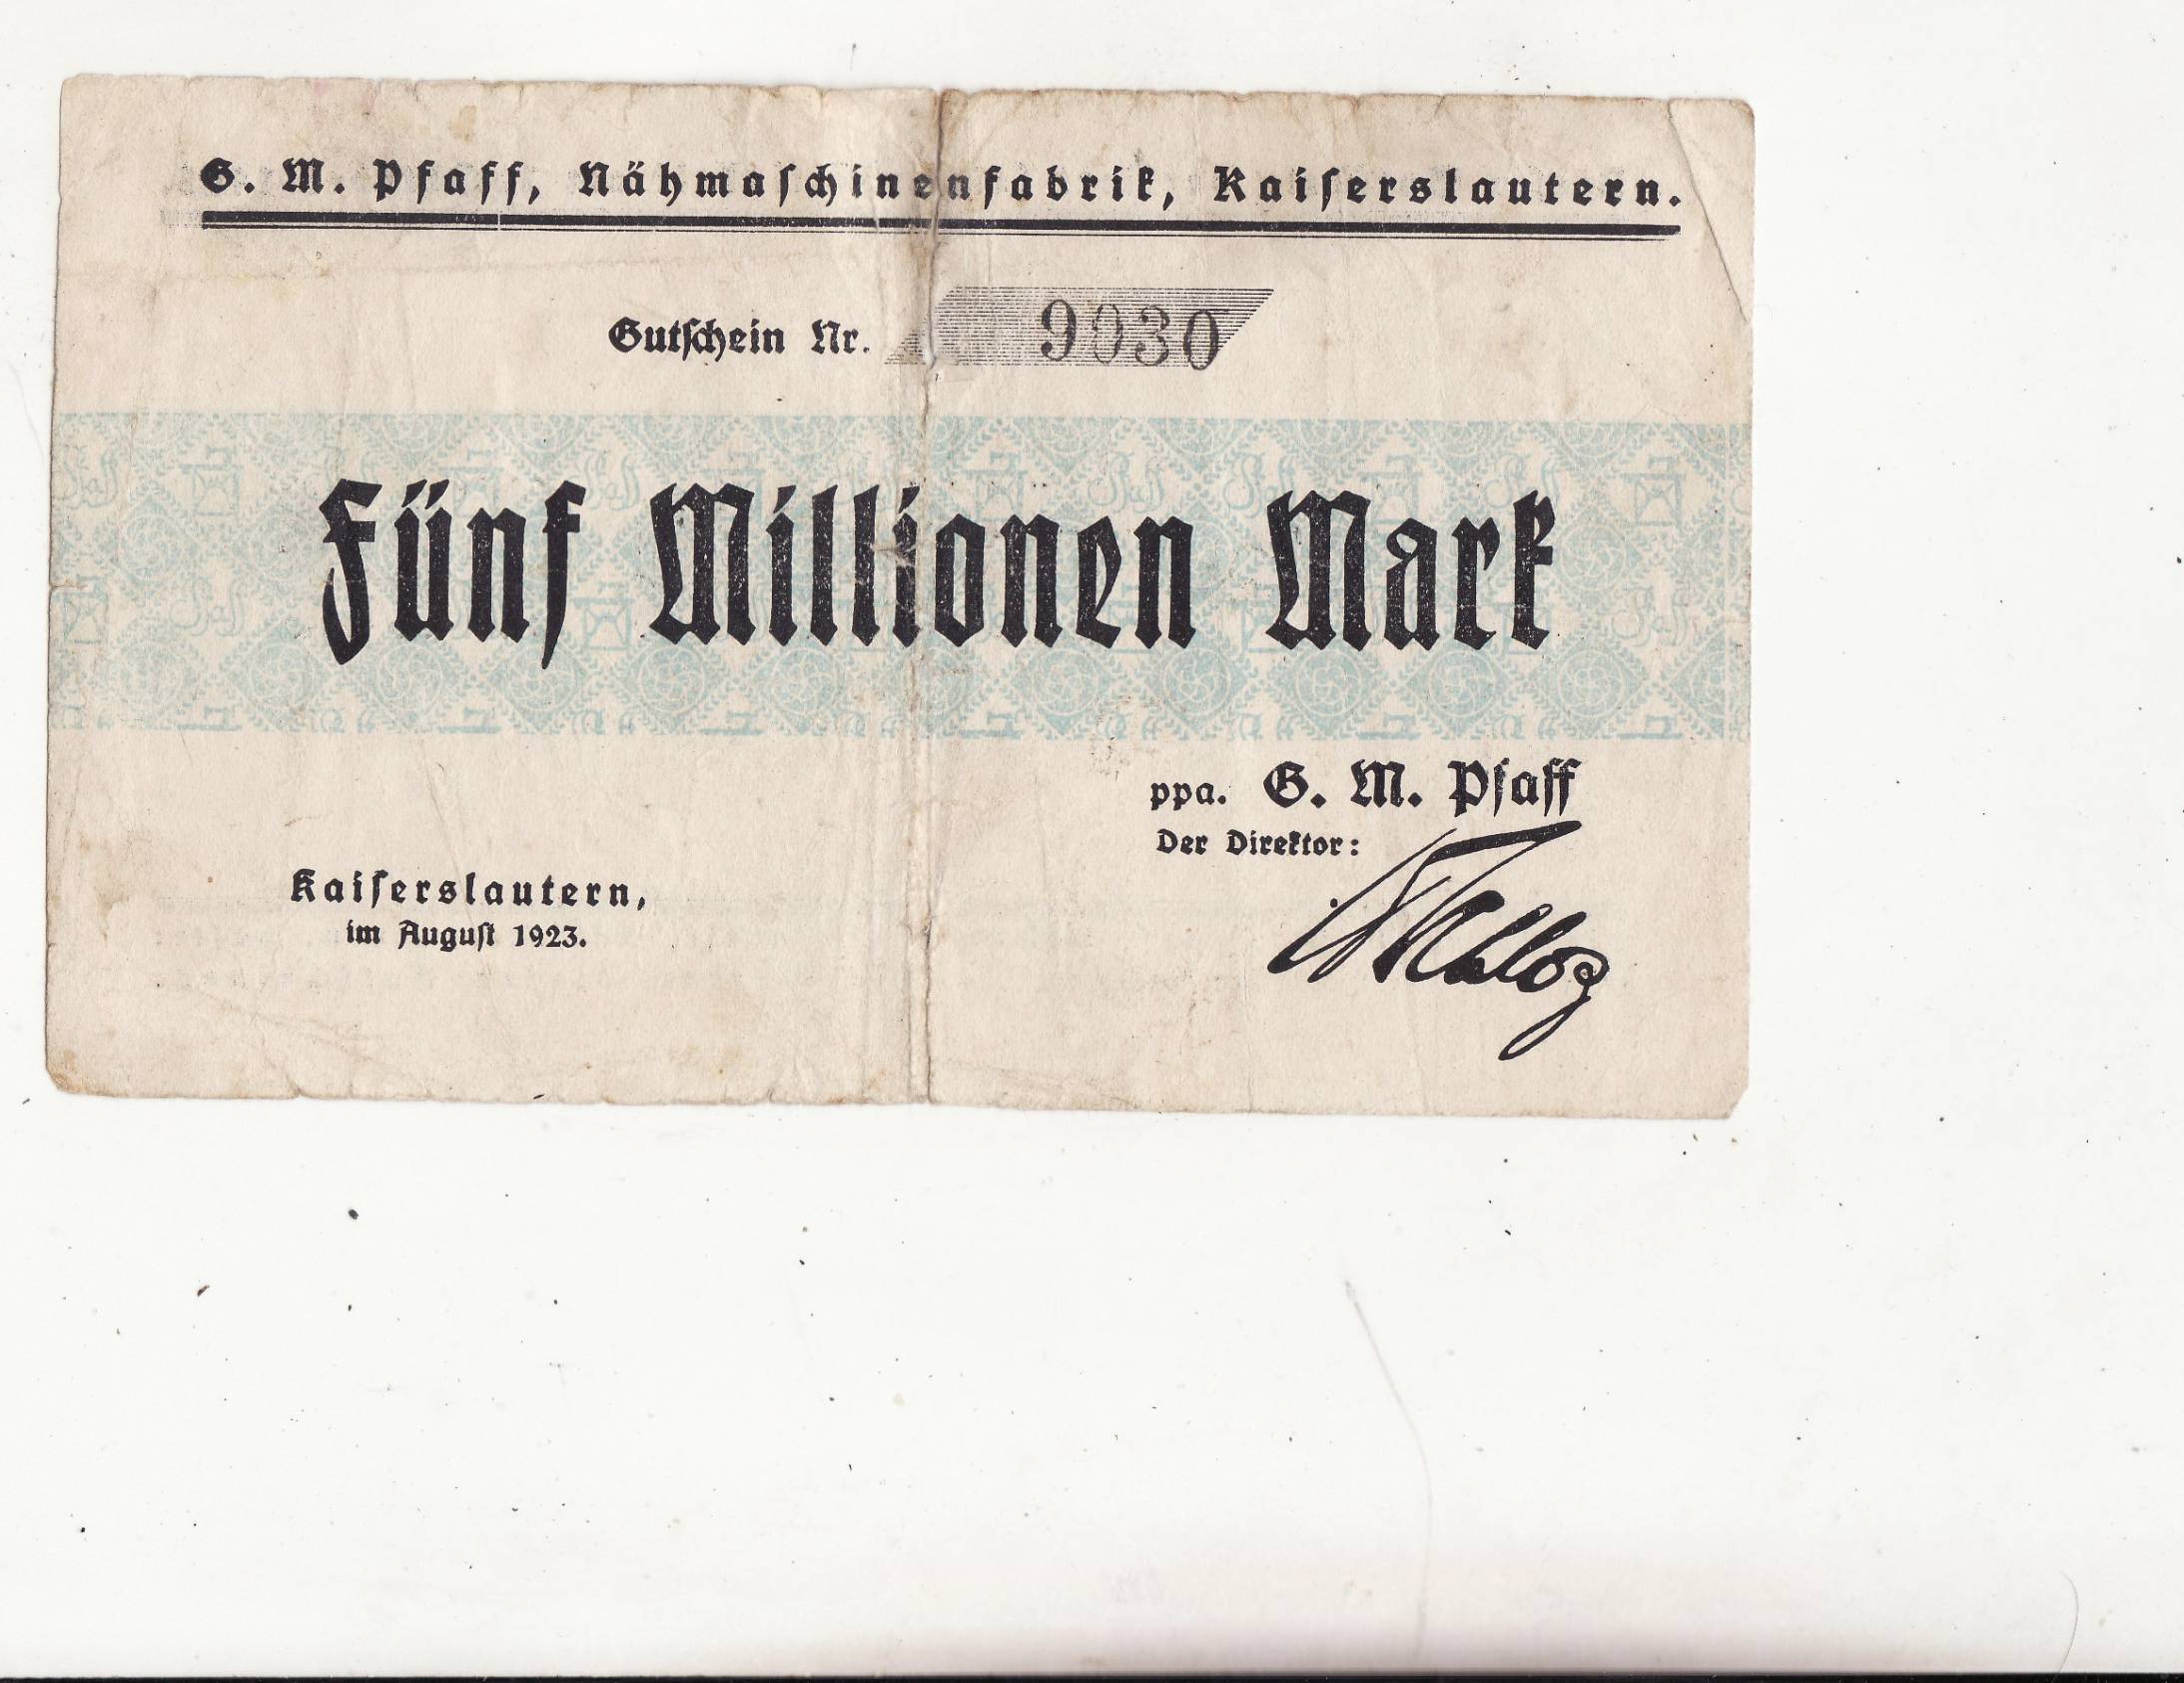 G. M. Pfaff, Nähmaſchinenfabrik, Kaiſerslautern.
Gutſchein Nr. 9030
Fünf Millionen Mark
ppa. G. M. Pfaff
Der Direktor:
Kaiſerslautern,
im Auguſt 1923.